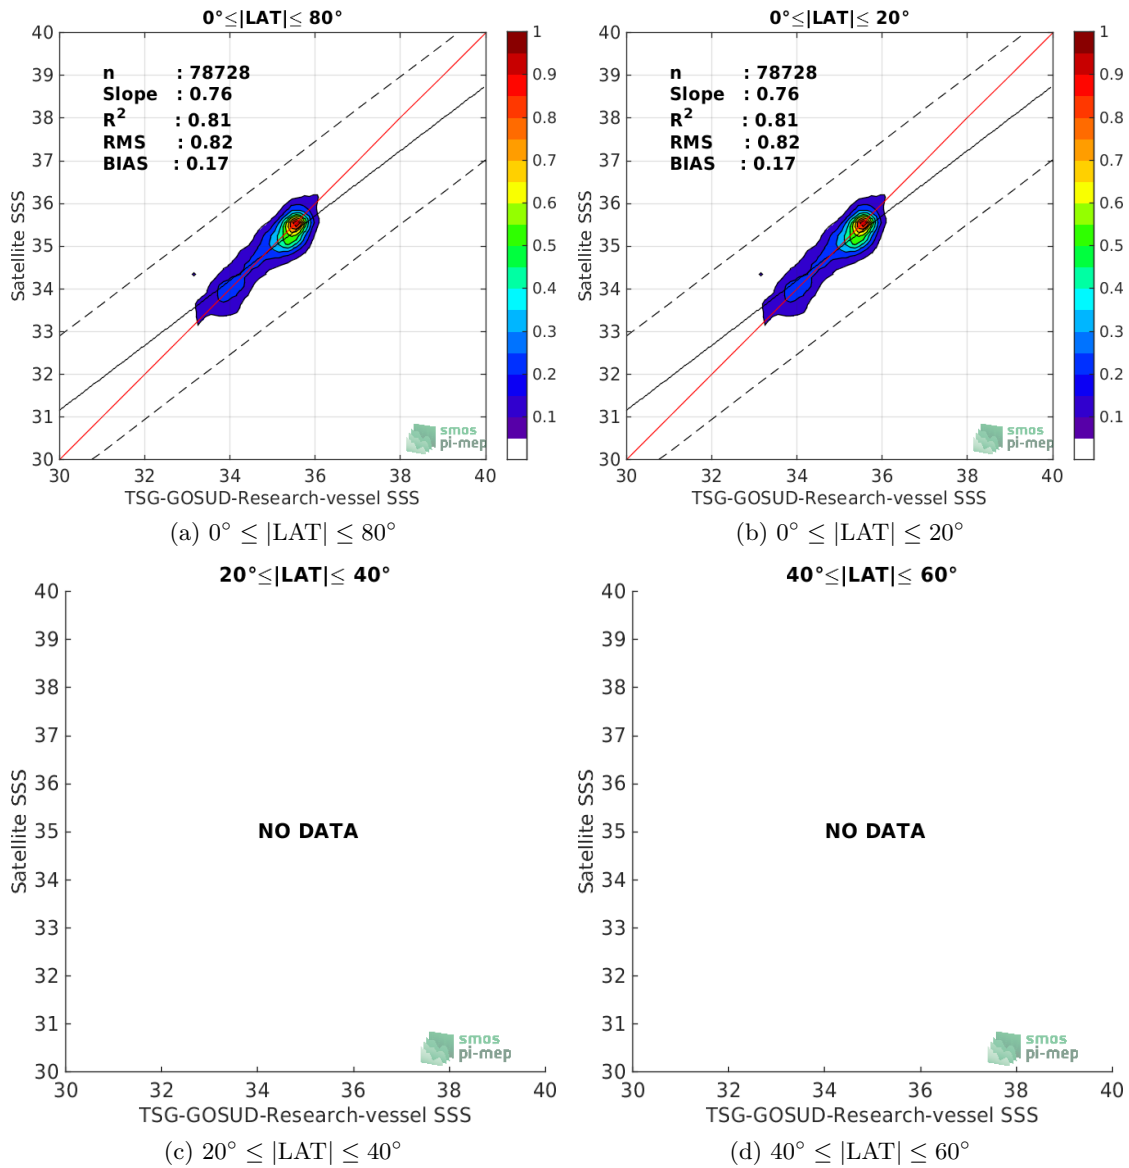 0°≤|LAT|≤ 80°
40
39
38
37
36
35
34
33
32
31
30
Satellite SSS
n : 78728
Slope : 0.76
R² : 0.81
RMS : 0.82
BIAS : 0.17
smos
pi-mep
30 32 34 36 38 40
TSG-GOSUD-Research-vessel SSS
1
0.9
0.8
0.7
0.6
0.5
0.4
0.3
0.2
0.1
(a) 0° ≤ |LAT| ≤ 80°
0°≤|LAT|≤ 20°
40
39
38
37
36
35
34
33
32
31
30
Satellite SSS
n : 78728
Slope : 0.76
R² : 0.81
RMS : 0.82
BIAS : 0.17
smos
pi-mep
30 32 34 36 38 40
TSG-GOSUD-Research-vessel SSS
1
0.9
0.8
0.7
0.6
0.5
0.4
0.3
0.2
0.1
(b) 0° ≤ |LAT| ≤ 20°
20°≤|LAT|≤ 40°
40
39
38
37
36
35
34
33
32
31
30
Satellite SSS
NO DATA
smos
pi-mep
30 32 34 36 38 40
TSG-GOSUD-Research-vessel SSS
(c) 20° ≤ |LAT| ≤ 40°
40°≤|LAT|≤ 60°
40
39
38
37
36
35
34
33
32
31
30
Satellite SSS
NO DATA
smos
pi-mep
30 32 34 36 38 40
TSG-GOSUD-Research-vessel SSS
(d) 40° ≤ |LAT| ≤ 60°